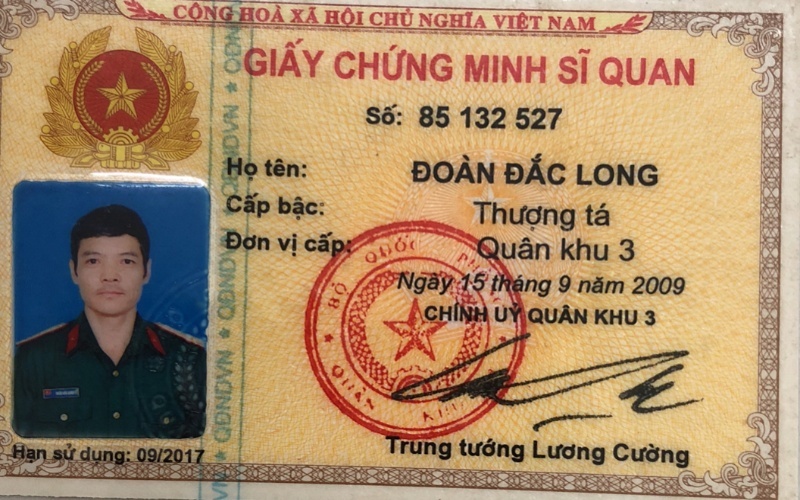 CỘNG HOÀ XÃ HỘI CHỦ NGHĨA VIỆT NAM
GIẤY CHỨNG MINH SĨ QUAN
Số: 85 132 527
Họ tên: ĐOÀN ĐẮC LONG
Cấp bậc: Thượng tá
Đơn vị cấp: Quân khu 3
Ngày 15 tháng 9 năm 2009
CHÍNH UỶ QUÂN KHU 3
BỘ QUỐC PHÒNG
QUÂN KHU
Trung tướng Lương Cường
Hạn sử dụng: 09/2017
QĐNDVN ★ QĐNDVN ★ QĐNDVN ★ QĐNDVN